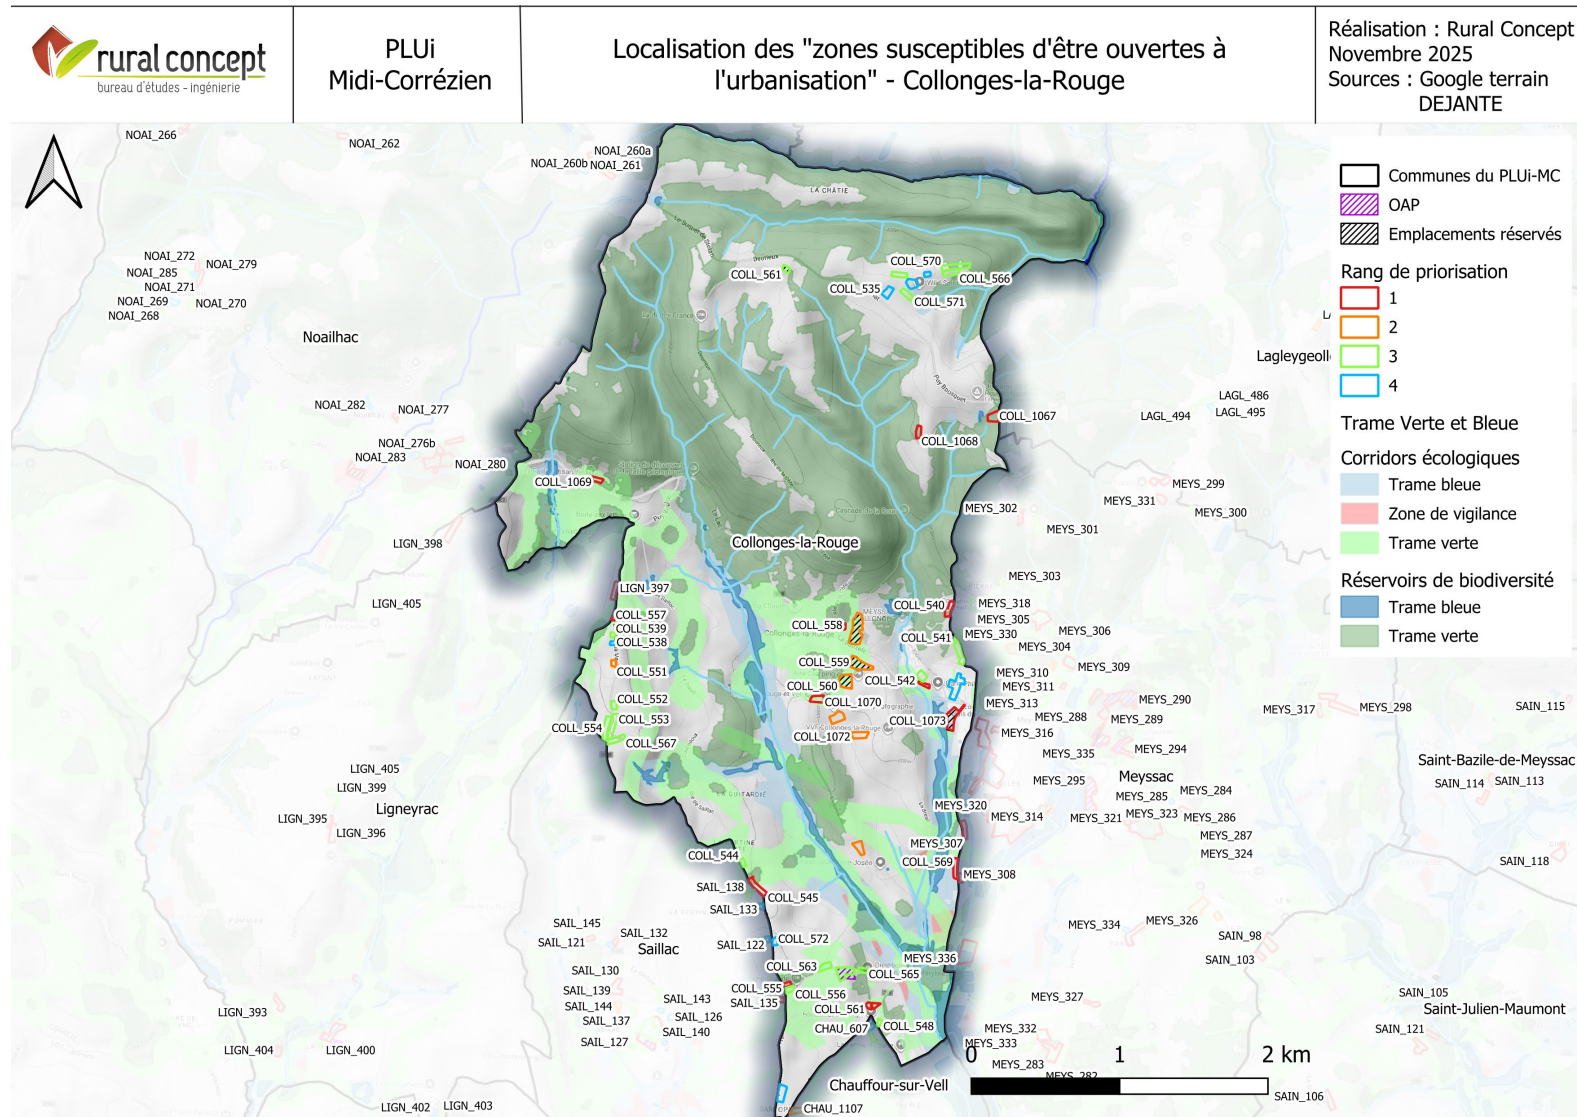 rural concept
bureau d'études - ingénierie
PLUi
Midi-Corrézien
Localisation des "zones susceptibles d'être ouvertes à
l'urbanisation" - Collonges-la-Rouge
Réalisation : Rural Concept
Novembre 2025
Sources : Google terrain
DEJANTE
Communes du PLUi-MC
OAP
Emplacements réservés
Rang de priorisation
1
2
3
4
Trame Verte et Bleue
Corridors écologiques
Trame bleue
Zone de vigilance
Trame verte
Réservoirs de biodiversité
Trame bleue
Trame verte
NOAI_266
NOAI_262
NOAI_260a
NOAI_260b
NOAI_261
LA CHÂTIE
NOAI_272
NOAI_279
NOAI_285
NOAI_271
NOAI_269
NOAI_270
NOAI_268
COLL_561
COLL_570
COLL_566
COLL_535
COLL_571
Noailhac
Lagleygeoll
NOAI_282
NOAI_277
LAGL_486
LAGL_494
LAGL_495
Puy Boucquet
COLL_1067
COLL_1068
NOAI_276b
NOAI_283
NOAI_280
COLL_1069
MEYS_299
MEYS_331
MEYS_300
MEYS_302
MEYS_301
LIGN_398
Collonges-la-Rouge
MEYS_303
LIGN_397
LIGN_405
COLL_540
MEYS_318
COLL_557
COLL_558
MEYS_305
COLL_539
COLL_541
MEYS_330
MEYS_306
COLL_538
MEYS_304
COLL_551
COLL_559
MEYS_309
COLL_560
COLL_542
MEYS_310
MEYS_311
COLL_552
COLL_1070
MEYS_313
MEYS_290
MEYS_317
MEYS_298
SAIN_115
COLL_553
COLL_554
COLL_1073
MEYS_288
MEYS_289
COLL_567
COLL_1072
MEYS_316
MEYS_335
MEYS_294
Saint-Bazile-de-Meyssac
LIGN_405
LIGN_399
MEYS_295
Meyssac
SAIN_114
SAIN_113
LA GUITARDIE
MEYS_285
MEYS_284
Ligneyrac
MEYS_320
MEYS_314
MEYS_321
MEYS_323
MEYS_286
LIGN_395
LIGN_396
MEYS_287
MEYS_307
MEYS_324
COLL_544
COLL_569
MEYS_308
SAIN_118
SAIL_138
COLL_545
SAIL_133
SAIL_145
SAIL_132
MEYS_334
MEYS_326
SAIL_121
Saillac
SAIL_122
COLL_572
SAIN_98
SAIN_103
MEYS_336
SAIL_130
COLL_563
COLL_565
SAIL_139
COLL_555
COLL_556
SAIL_143
SAIL_135
SAIL_144
COLL_561
MEYS_327
SAIN_105
Saint-Julien-Maumont
LIGN_393
SAIL_137
SAIL_126
SAIL_140
CHAU_607
COLL_548
MEYS_332
SAIN_121
SAIL_127
MEYS_333
LIGN_404
LIGN_400
MEYS_283
MEYS_282
0
1
2 km
Chauffour-sur-Vell
SAIN_106
LIGN_402
LIGN_403
CHAU_1107